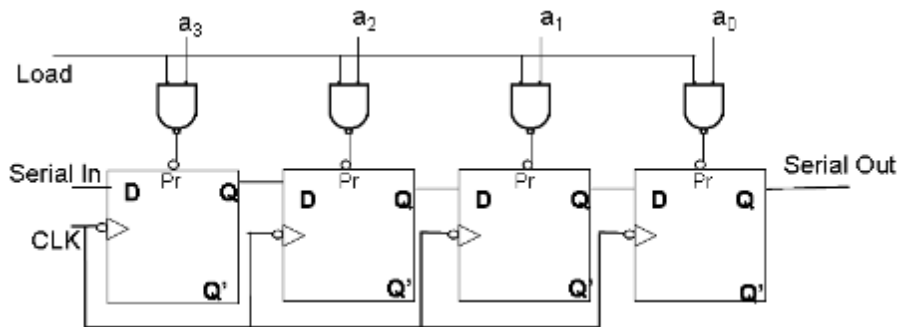 a3 a2 a1 a0
Load
Pr Pr Pr Pr
Serial In D Q D Q D Q D Q Serial Out
CLK
Q' Q' Q' Q'